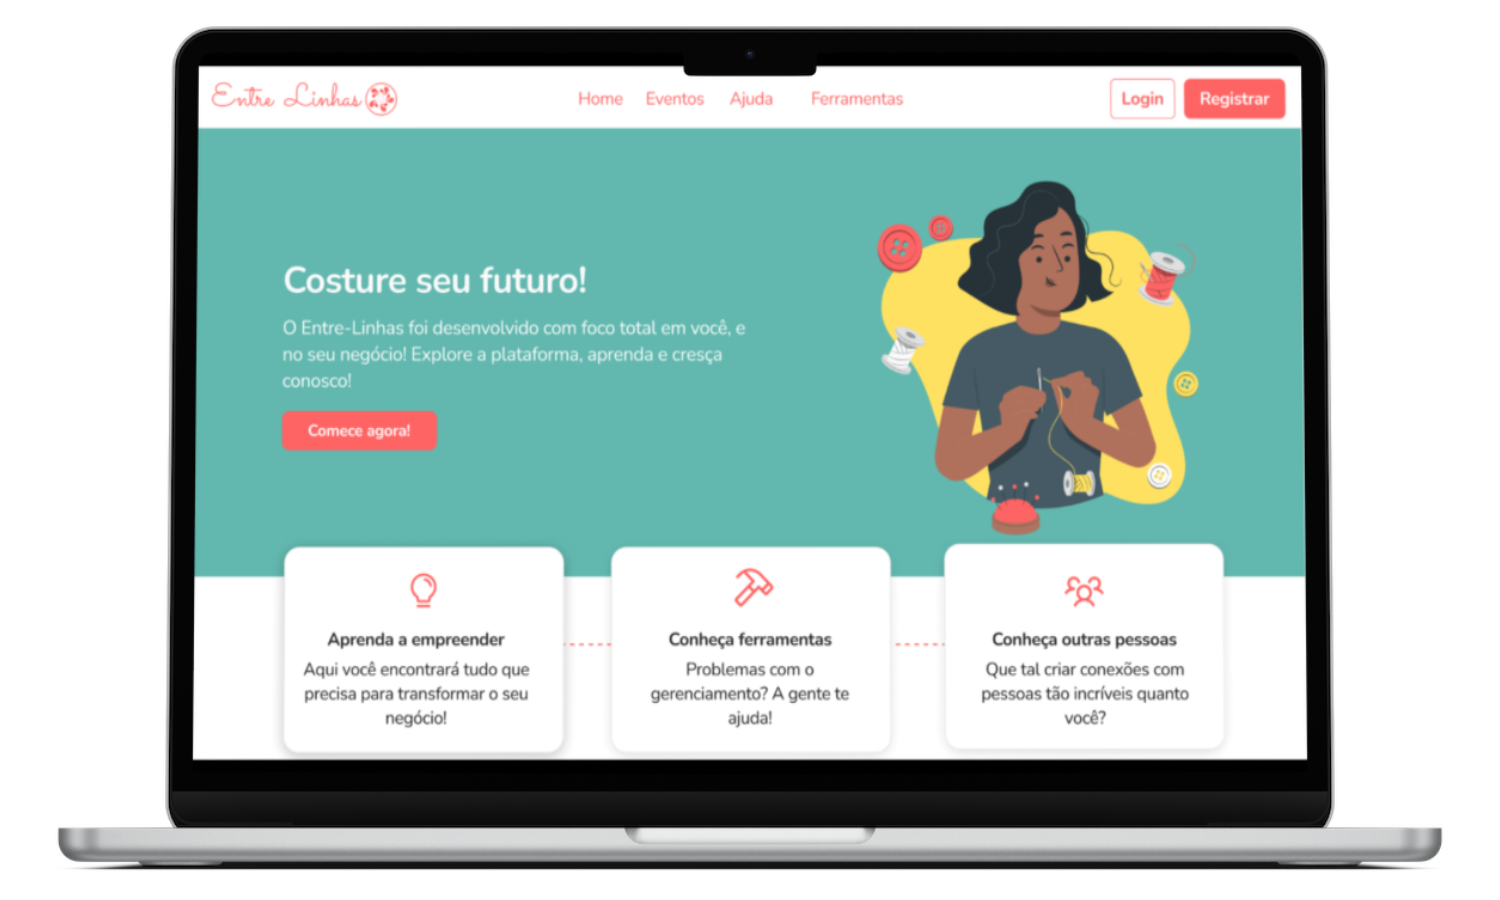 Entre Linhas
Home Eventos Ajuda Ferramentas
Login Registrar
Costure seu futuro!
O Entre-Linhas foi desenvolvido com foco total em você, e
no seu negócio! Explore a plataforma, aprenda e cresça
conosco!
Comece agora!
Aprenda a empreender
Aqui você encontrará tudo que
precisa para transformar o seu
negócio!
Conheça ferramentas
Problemas com o
gerenciamento? A gente te
ajuda!
Conheça outras pessoas
Que tal criar conexões com
pessoas tão incríveis quanto
você?